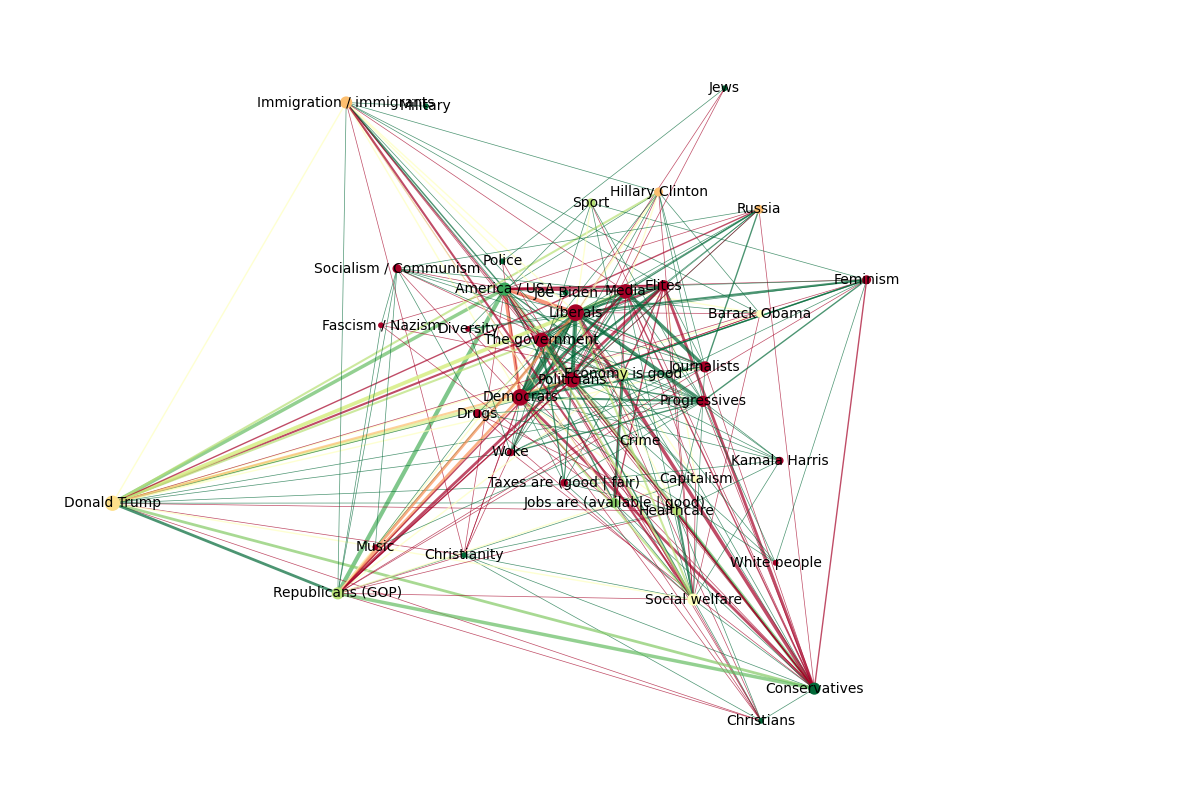 Jews
Immigration / immigrants
Military
Hillary Clinton
Sport
Russia
Police
Socialism / Communism
Feminism
America / USA
Joe Biden
Media
Elites
Liberals
Barack Obama
Fascism / Nazism
Diversity
The government
Journalists
Economy is good
Politicians
Democrats
Progressives
Drugs
Crime
Woke
Kamala Harris
Capitalism
Taxes are (good | fair)
Donald Trump
Jobs are (available | good)
Healthcare
Music
Christianity
White people
Republicans (GOP)
Social welfare
Conservatives
Christians